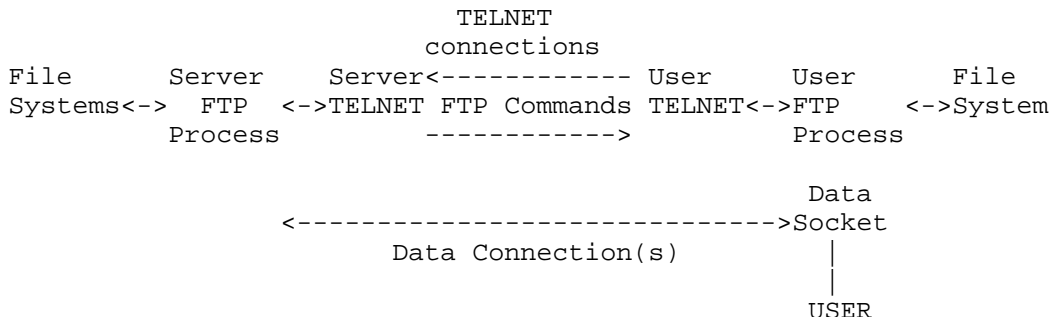 TELNET
connections
File Server Server<------------ User User File
Systems<-> FTP <->TELNET FTP Commands TELNET<->FTP <->System
Process ------------> Process
Data
<------------------------------>Socket
Data Connection(s) |
|
USER